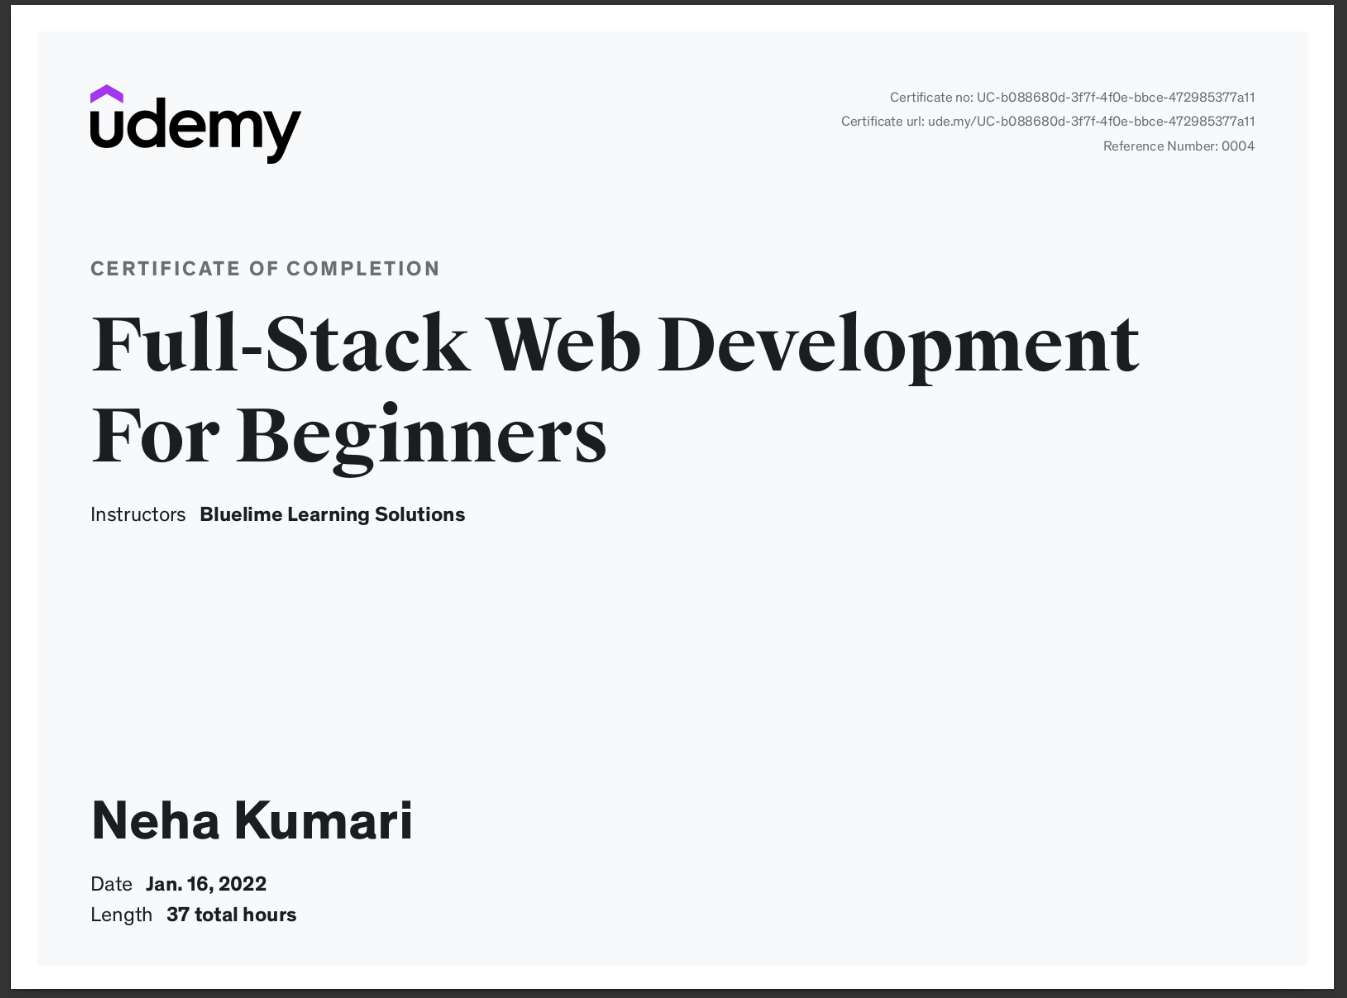 udemy
Certificate no: UC-b088680d-3f7f-4f0e-bbce-472985377a11
Certificate url: ude.my/UC-b088680d-3f7f-4f0e-bbce-472985377a11
Reference Number: 0004
CERTIFICATE OF COMPLETION
Full-Stack Web Development
For Beginners
Instructors Bluelime Learning Solutions
Neha Kumari
Date Jan. 16, 2022
Length 37 total hours